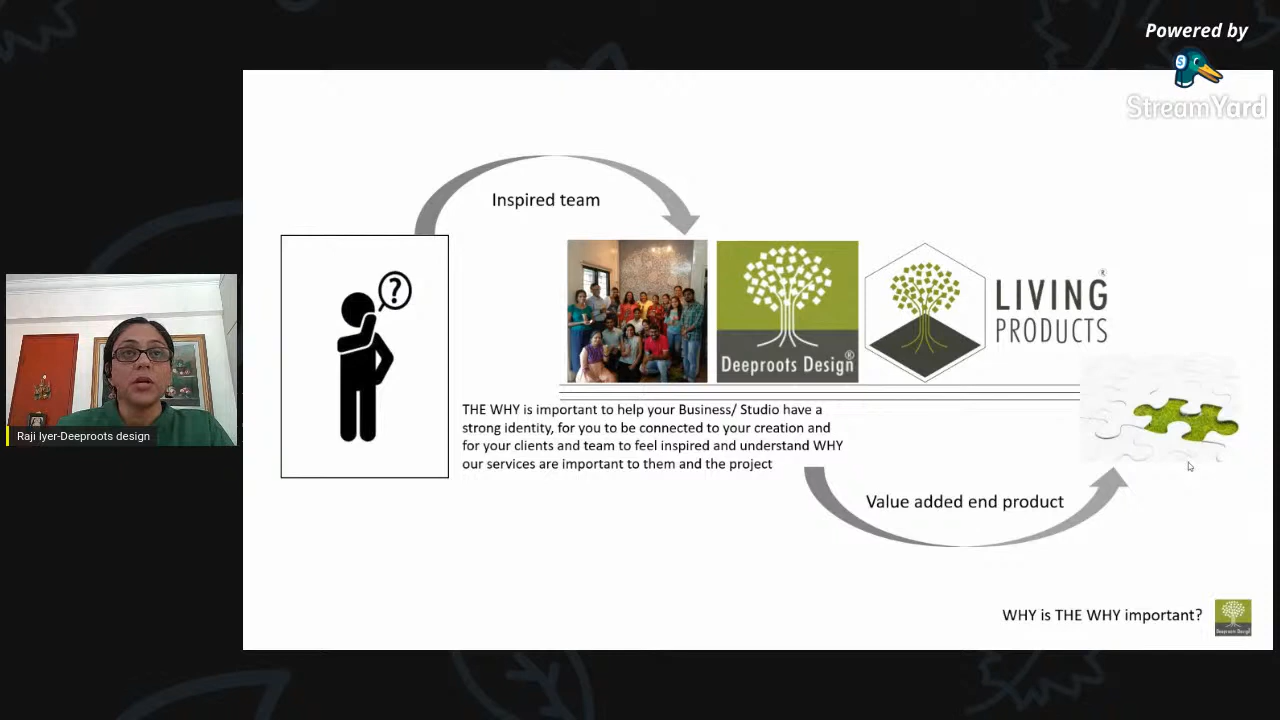 Powered by
StreamYard
Inspired team
?
LIVING
PRODUCTS
®
Deeproots Design®
THE WHY is important to help your Business/ Studio have a
strong identity, for you to be connected to your creation and
for your clients and team to feel inspired and understand WHY
our services are important to them and the project
Raji Iyer-Deeproots design
Value added end product
WHY is THE WHY important?
Deeproots Design